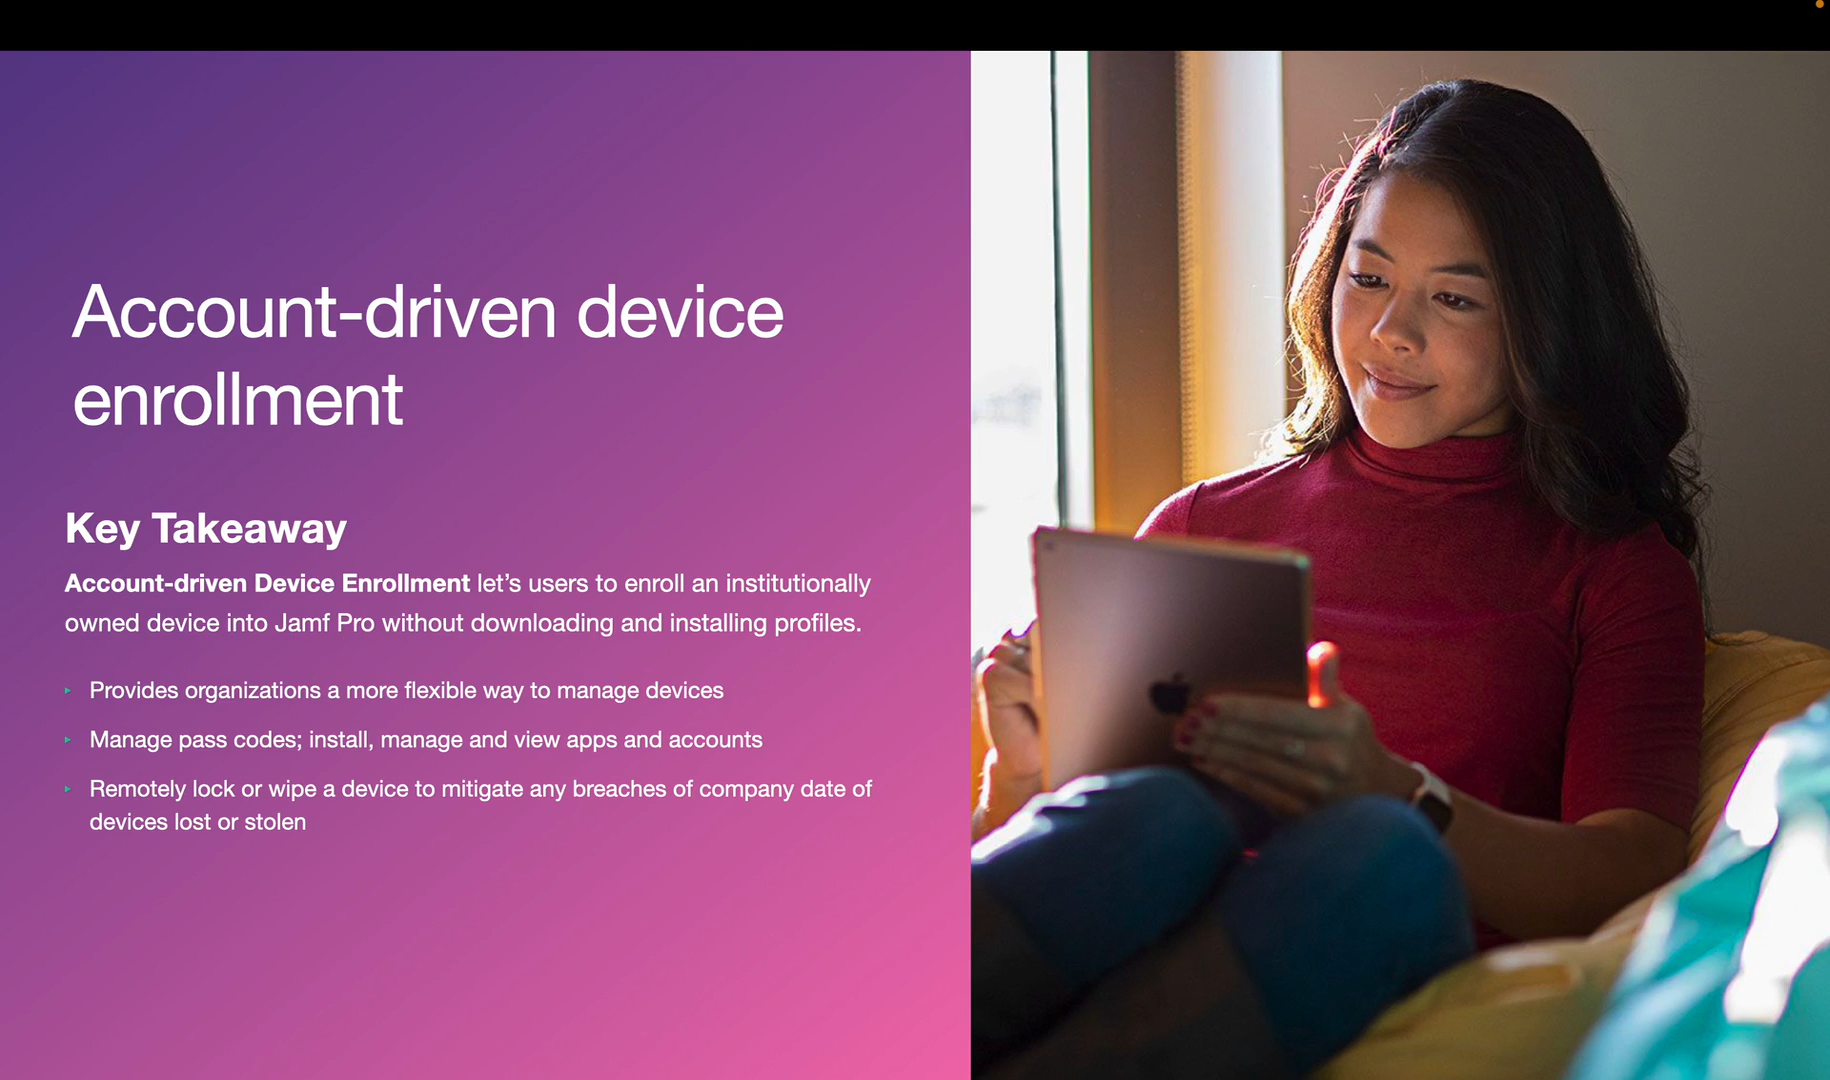 Account-driven device
enrollment
Key Takeaway
Account-driven Device Enrollment let’s users to enroll an institutionally
owned device into Jamf Pro without downloading and installing profiles.
Provides organizations a more flexible way to manage devices
Manage pass codes; install, manage and view apps and accounts
Remotely lock or wipe a device to mitigate any breaches of company date of
devices lost or stolen